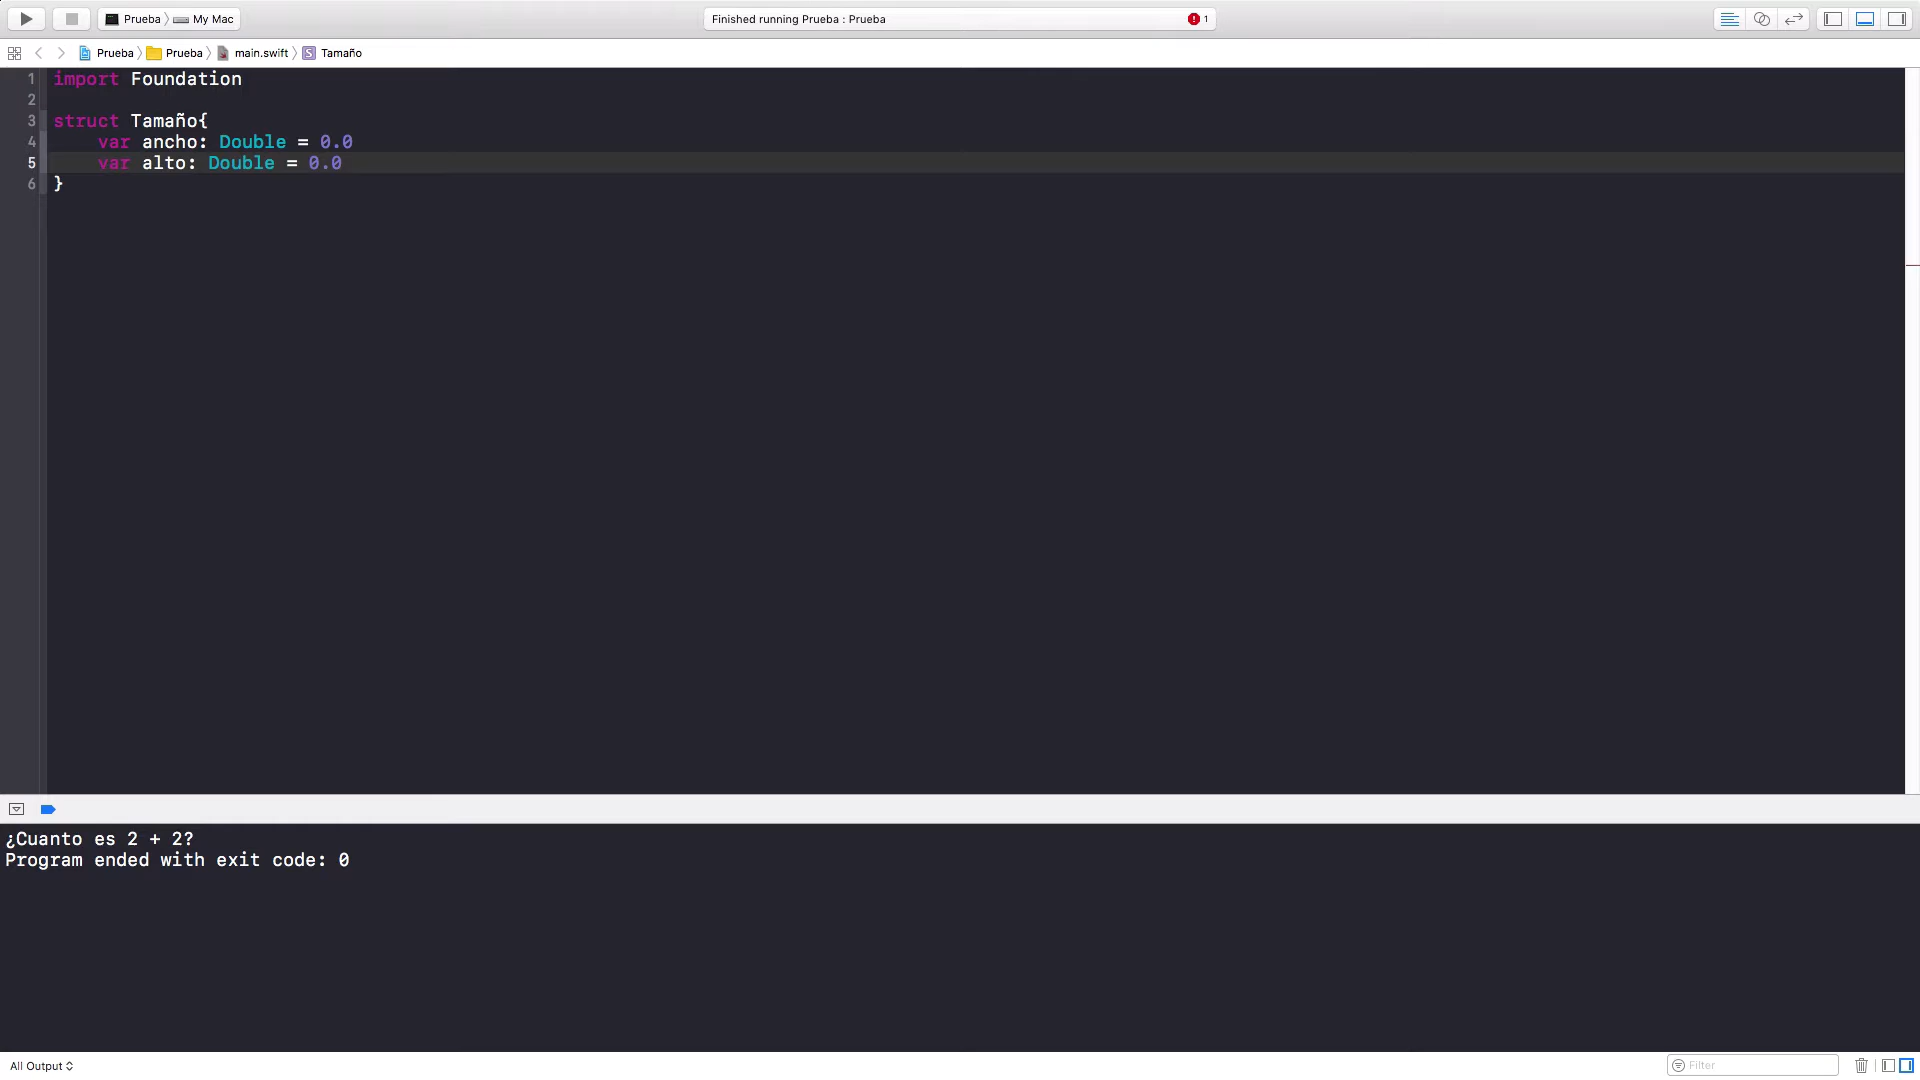 Prueba My Mac
Finished running Prueba : Prueba
1
Prueba Prueba main.swift S Tamaño
1 import Foundation
2
3 struct Tamaño{
4 var ancho: Double = 0.0
5 var alto: Double = 0.0
6 }
¿Cuanto es 2 + 2?
Program ended with exit code: 0
All Output
Filter